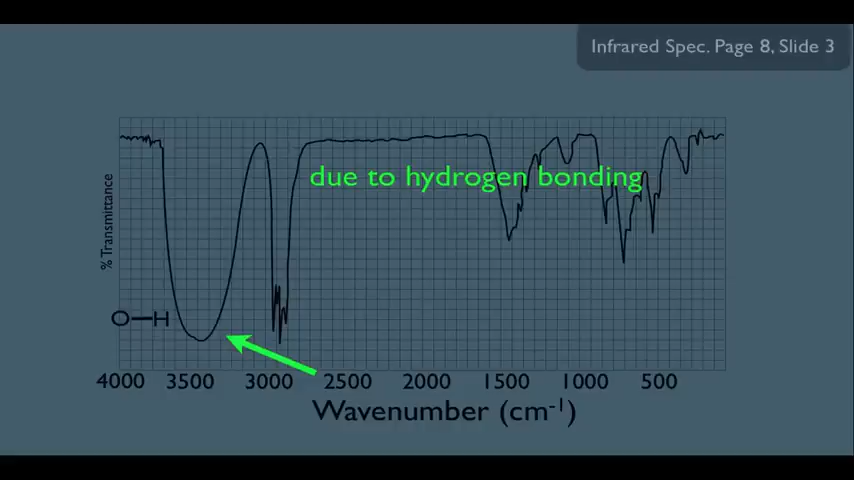 Infrared Spec. Page 8, Slide 3
due to hydrogen bonding
% Transmittance
O—H
4000 3500 3000 2500 2000 1500 1000 500
Wavenumber (cm⁻¹)